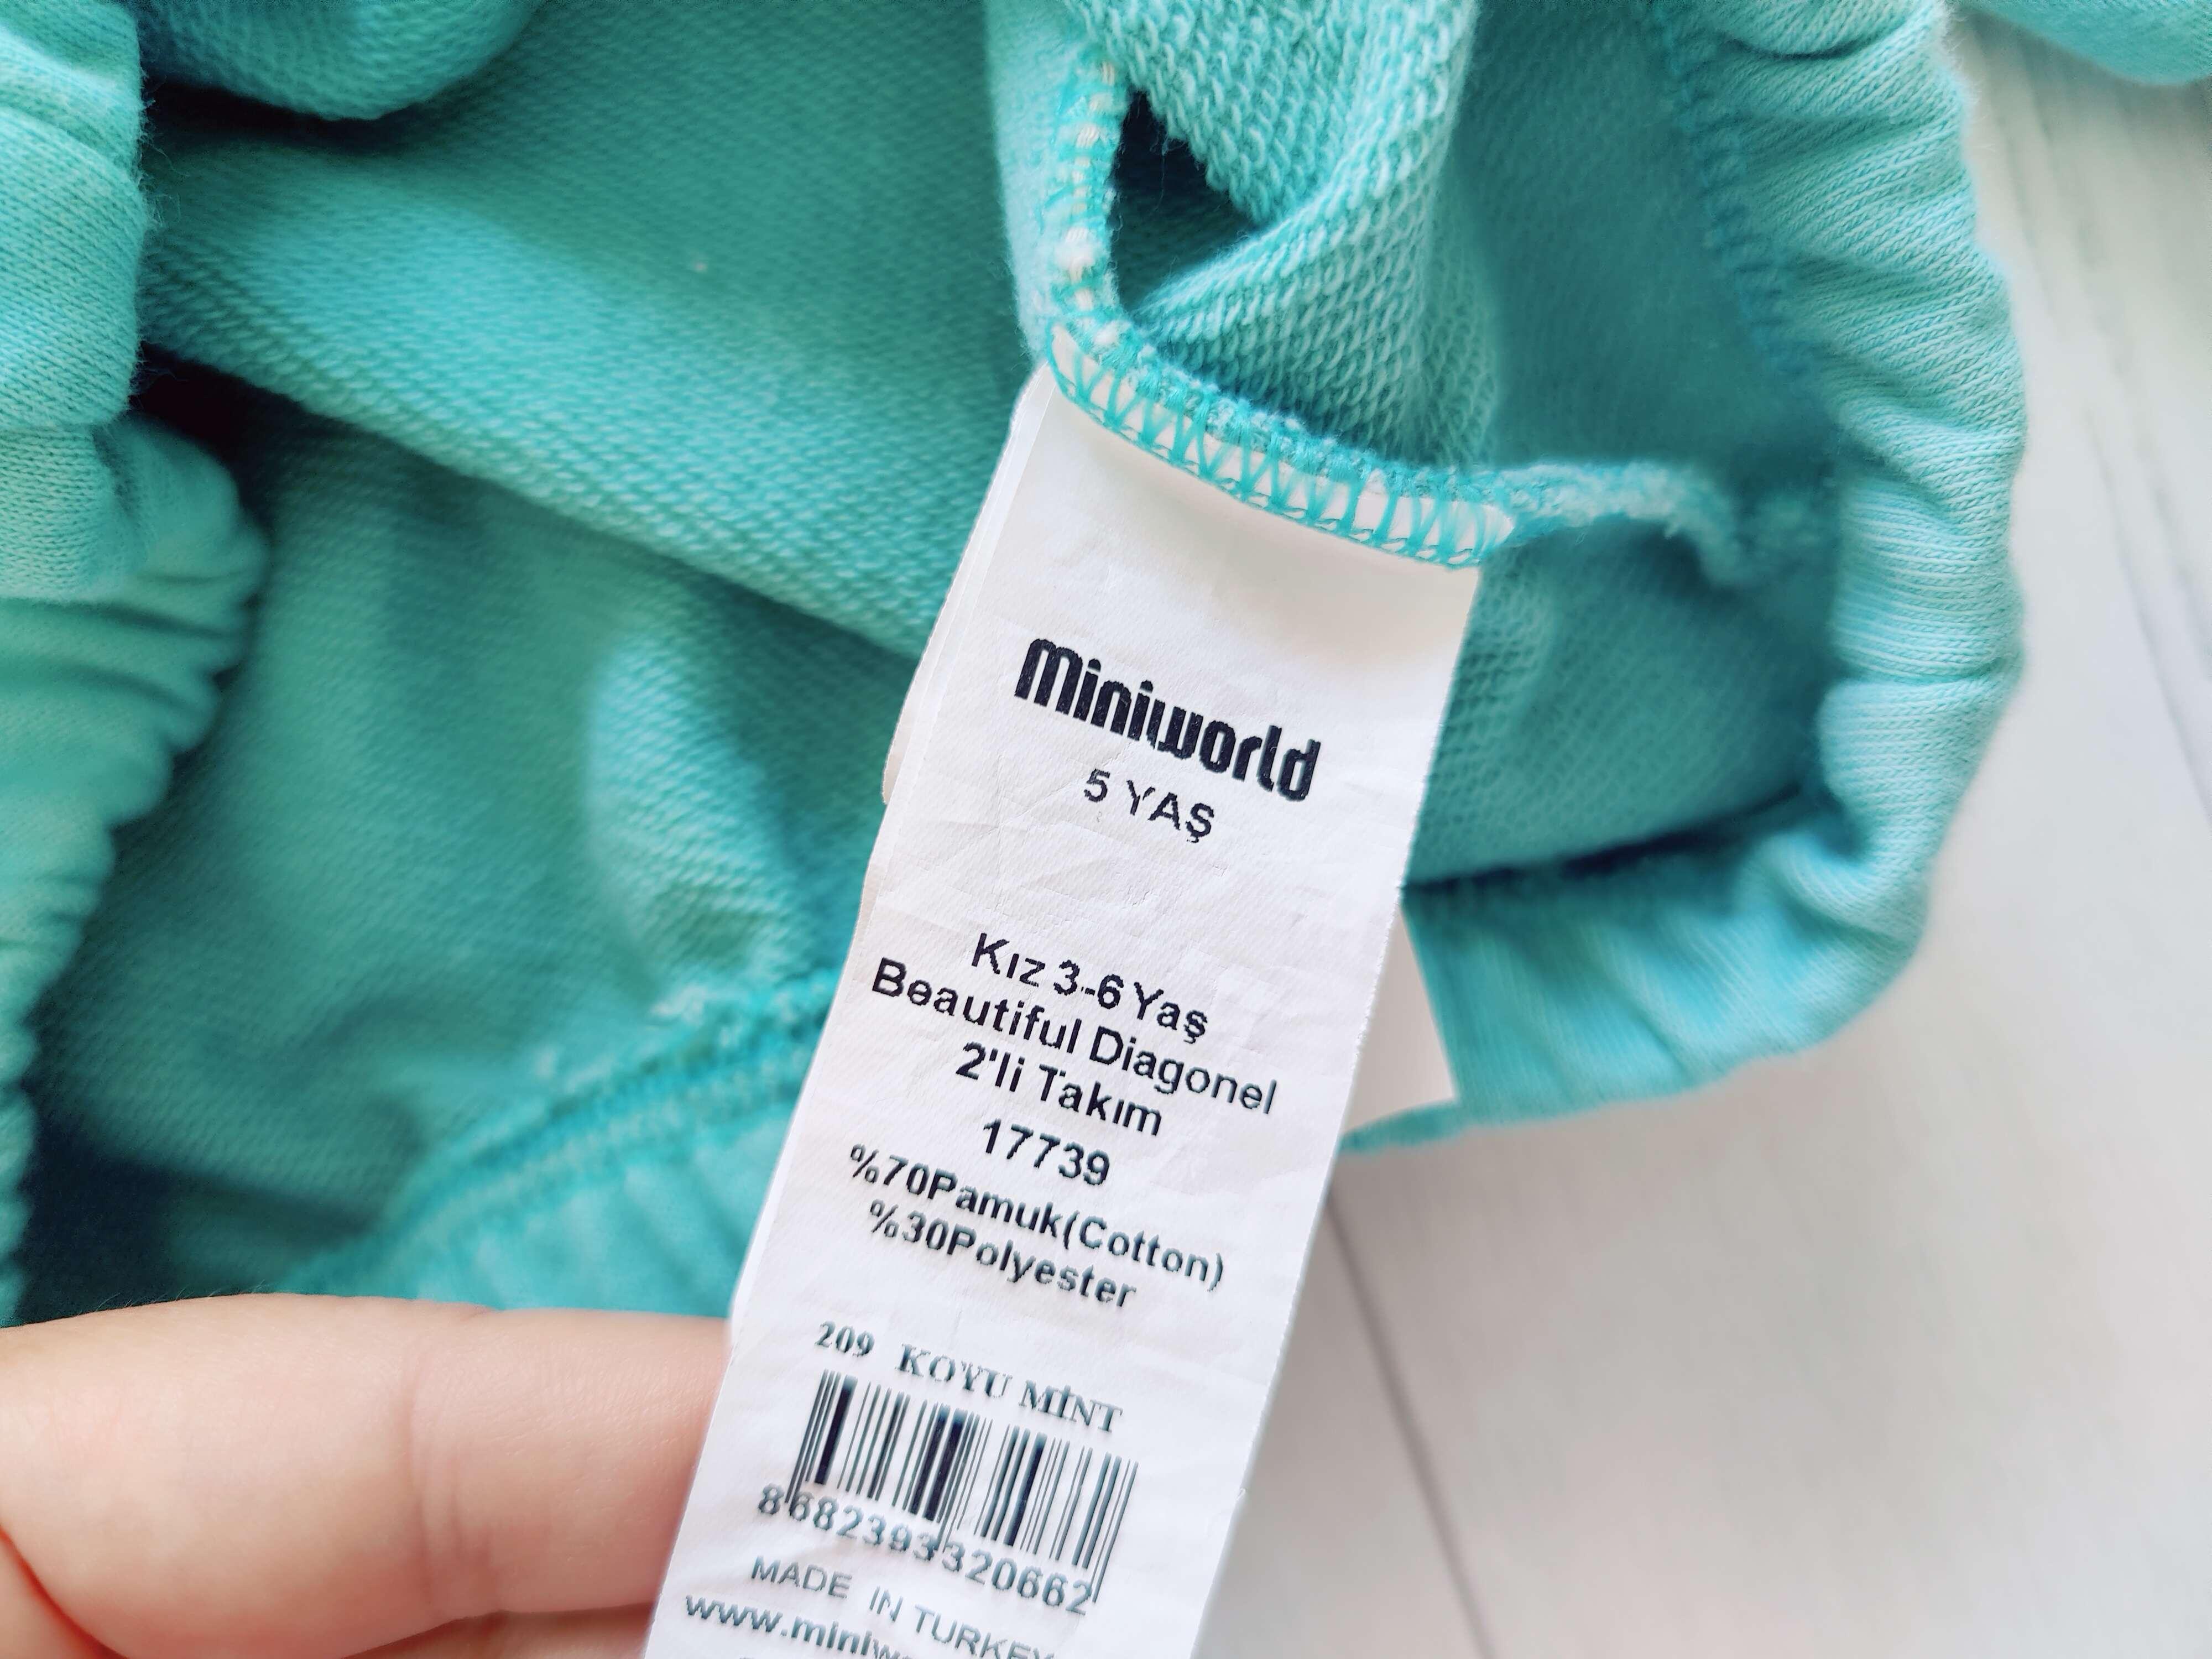 Miniworld
5 YAŞ
Kız 3-6 Yaş
Beautiful Diagonel
2'li Takım
17739
%70Pamuk(Cotton)
%30Polyester
209 KOYU MİNT
8682393320662
MADE IN TURKEY